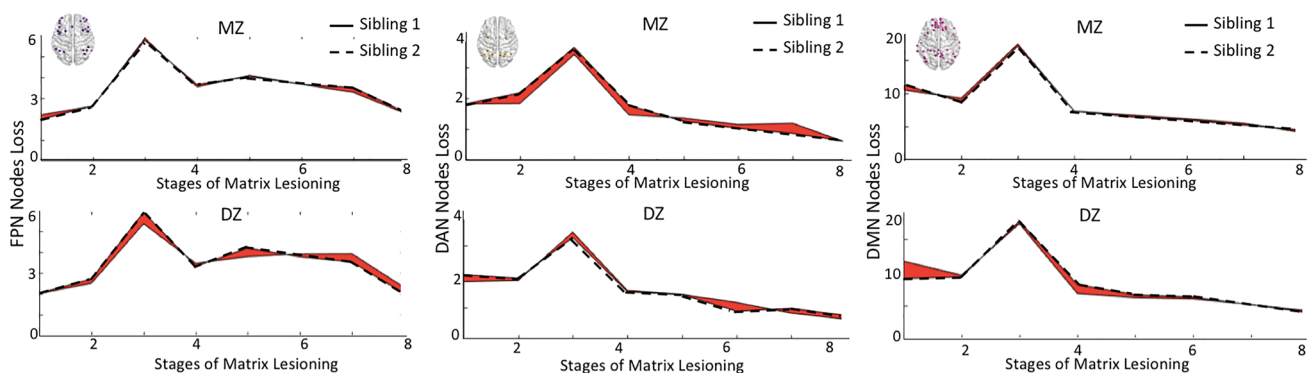 MZ
Sibling 1
Sibling 2
FPN Nodes Loss
6
3
0
2
4
6
8
Stages of Matrix Lesioning
DZ
6
3
0
2
4
6
8
Stages of Matrix Lesioning
MZ
Sibling 1
Sibling 2
DAN Nodes Loss
4
2
0
2
4
6
8
Stages of Matrix Lesioning
DZ
4
2
0
2
4
6
8
Stages of Matrix Lesioning
MZ
Sibling 1
Sibling 2
DMN Nodes Loss
20
10
0
2
4
6
8
Stages of Matrix Lesioning
DZ
20
10
0
2
4
6
8
Stages of Matrix Lesioning